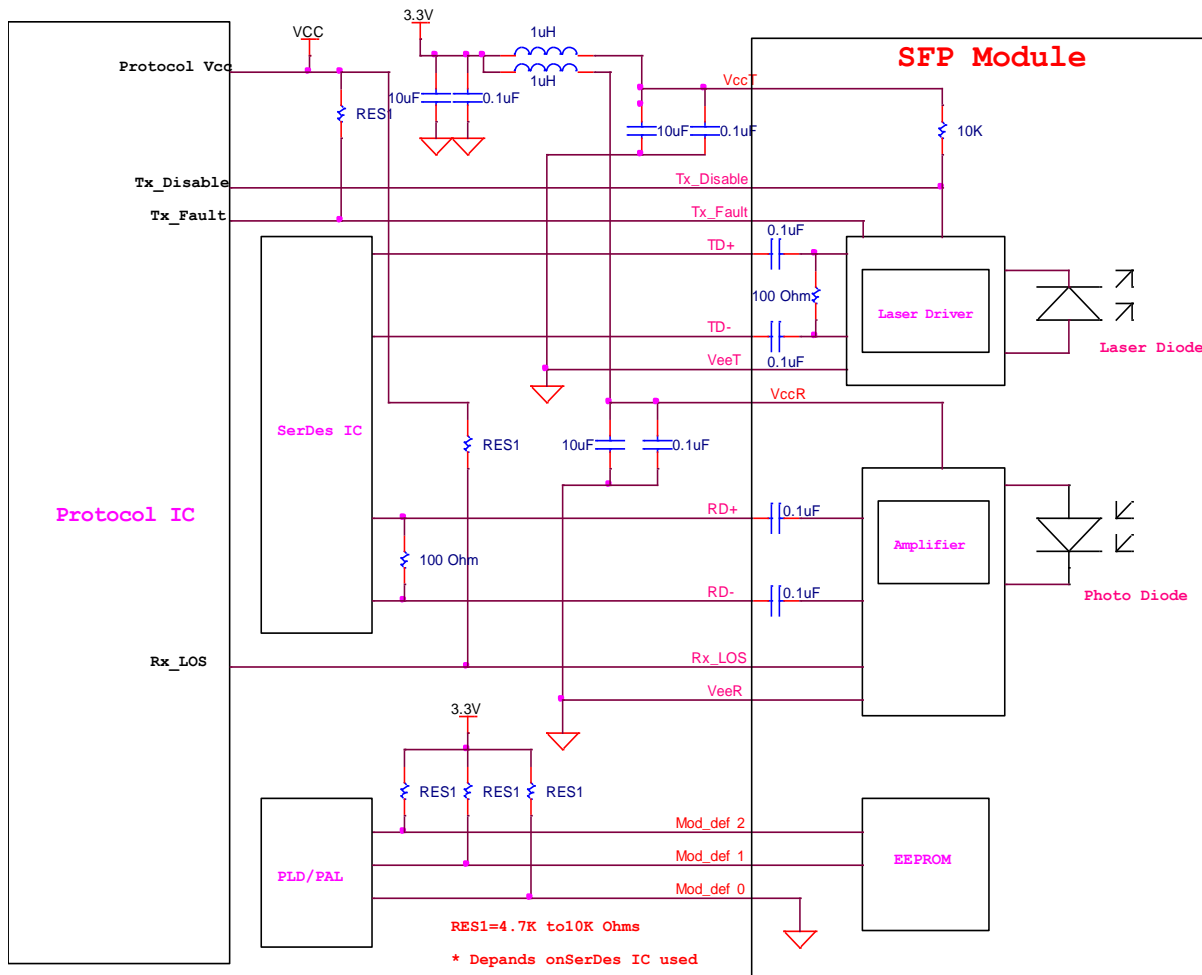 3.3V
1uH
VCC
SFP Module
Protocol Vcc
1uH
VccT
10uF
0.1uF
RES1
10uF
0.1uF
10K
Tx_Disable
Tx_Disable
Tx_Fault
Tx_Fault
0.1uF
TD+
100 Ohm
Laser Driver
TD-
Laser Diode
VeeT
0.1uF
VccR
SerDes IC
RES1
10uF
0.1uF
Protocol IC
RD+
0.1uF
Amplifier
100 Ohm
RD-
0.1uF
Photo Diode
Rx_LOS
Rx_LOS
VeeR
3.3V
RES1
RES1
RES1
Mod_def 2
Mod_def 1
EEPROM
PLD/PAL
Mod_def 0
RES1=4.7K to10K Ohms
* Depands onSerDes IC used